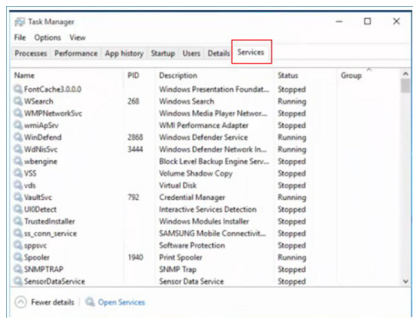 Task Manager
File Options View
Processes Performance App history Startup Users Details Services
Name PID Description Status Group
FontCache3.0.0.0 Windows Presentation Foundat... Stopped
WSearch 268 Windows Search Running
WMPNetworkSvc Windows Media Player Networ... Running
wmiApSrv WMI Performance Adapter Stopped
WinDefend 2868 Windows Defender Service Running
WdNisSvc 3444 Windows Defender Network In... Running
wbengine Block Level Backup Engine Serv... Stopped
VSS Volume Shadow Copy Stopped
vds Virtual Disk Stopped
VaultSvc 792 Credential Manager Running
UI0Detect Interactive Services Detection Stopped
TrustedInstaller Windows Modules Installer Stopped
ss_conn_service SAMSUNG Mobile Connectivit... Stopped
sppsvc Software Protection Stopped
Spooler 1940 Print Spooler Running
SNMPTRAP SNMP Trap Stopped
SensorDataService Sensor Data Service Stopped
Fewer details Open Services